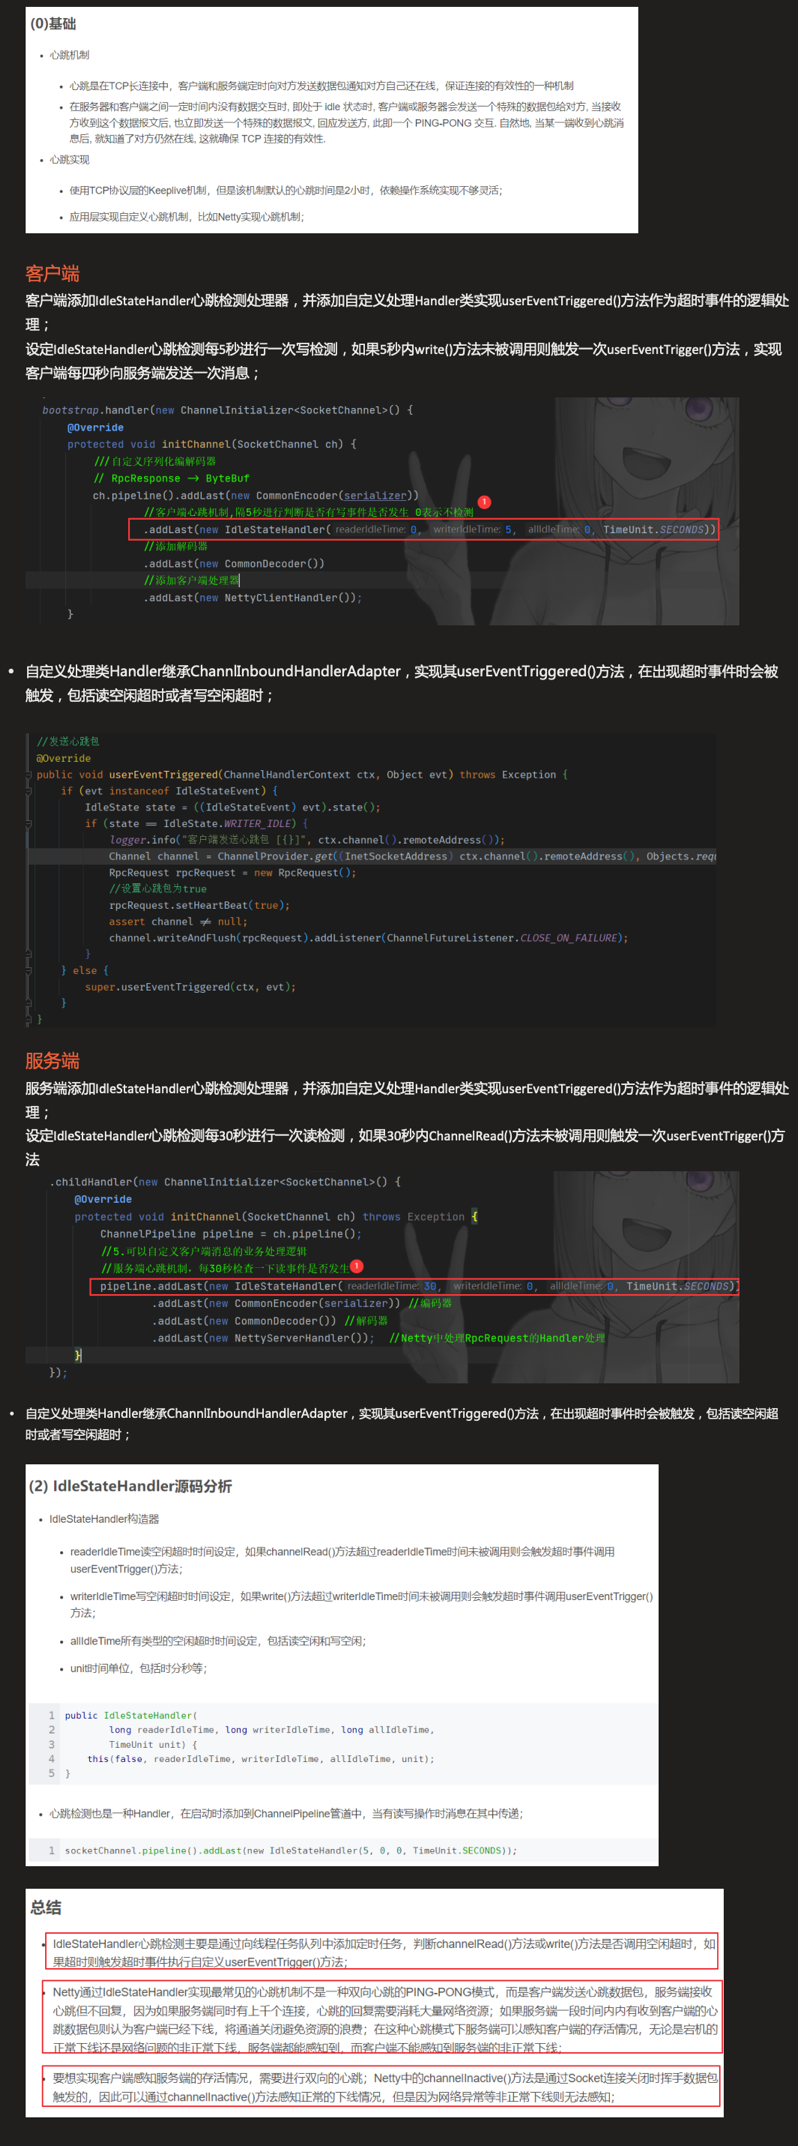 (0)基础
• 心跳机制
• 心跳是在TCP长连接中，客户端和服务端定时向对方发送数据包通知对方自己还在线，保证连接的有效性的一种机制
• 在服务器和客户端之间一定时间内没有数据交互时, 即处于 idle 状态时, 客户端或服务器会发送一个特殊的数据包给对方, 当接收
方收到这个数据报文后, 也立即发送一个特殊的数据报文, 回应发送方, 此即一个 PING-PONG 交互. 自然地, 当某一端收到心跳消
息后, 就知道了对方仍然在线, 这就确保 TCP 连接的有效性.
• 心跳实现
• 使用TCP协议层的Keeplive机制，但是该机制默认的心跳时间是2小时，依赖操作系统实现不够灵活；
• 应用层实现自定义心跳机制，比如Netty实现心跳机制；
客户端
客户端添加IdleStateHandler心跳检测处理器，并添加自定义处理Handler类实现userEventTriggered()方法作为超时事件的逻辑处
理；
设定IdleStateHandler心跳检测每5秒进行一次写检测，如果5秒内write()方法未被调用则触发一次userEventTrigger()方法，实现
客户端每四秒向服务端发送一次消息；
bootstrap.handler(new ChannelInitializer<SocketChannel>() {
@Override
protected void initChannel(SocketChannel ch) {
///自定义序列化编解码器
// RpcResponse -> ByteBuf
ch.pipeline().addLast(new CommonEncoder(serializer))
//客户端心跳机制,隔5秒进行判断是否有写事件是否发生 0表示不检测
1
.addLast(new IdleStateHandler( readerIdleTime: 0, writerIdleTime: 5, allIdleTime: 0, TimeUnit.SECONDS))
//添加解码器
.addLast(new CommonDecoder())
//添加客户端处理器
.addLast(new NettyClientHandler());
}
• 自定义处理类Handler继承ChannlInboundHandlerAdapter，实现其userEventTriggered()方法，在出现超时事件时会被
触发，包括读空闲超时或者写空闲超时；
//发送心跳包
@Override
public void userEventTriggered(ChannelHandlerContext ctx, Object evt) throws Exception {
if (evt instanceof IdleStateEvent) {
IdleState state = ((IdleStateEvent) evt).state();
if (state == IdleState.WRITER_IDLE) {
logger.info("客户端发送心跳包 [{}]", ctx.channel().remoteAddress());
Channel channel = ChannelProvider.get((InetSocketAddress) ctx.channel().remoteAddress(), Objects.requ
RpcRequest rpcRequest = new RpcRequest();
//设置心跳包为true
rpcRequest.setHeartBeat(true);
assert channel != null;
channel.writeAndFlush(rpcRequest).addListener(ChannelFutureListener.CLOSE_ON_FAILURE);
}
} else {
super.userEventTriggered(ctx, evt);
}
}
服务端
服务端添加IdleStateHandler心跳检测处理器，并添加自定义处理Handler类实现userEventTriggered()方法作为超时事件的逻辑处
理；
设定IdleStateHandler心跳检测每30秒进行一次读检测，如果30秒内ChannelRead()方法未被调用则触发一次userEventTrigger()方
法
.childHandler(new ChannelInitializer<SocketChannel>() {
@Override
protected void initChannel(SocketChannel ch) throws Exception {
ChannelPipeline pipeline = ch.pipeline();
//5.可以自定义客户端消息的业务处理逻辑
//服务端心跳机制，每30秒检查一下读事件是否发生
1
pipeline.addLast(new IdleStateHandler( readerIdleTime: 30, writerIdleTime: 0, allIdleTime: 0, TimeUnit.SECONDS))
.addLast(new CommonEncoder(serializer)) //编码器
.addLast(new CommonDecoder()) //解码器
.addLast(new NettyServerHandler()); //Netty中处理RpcRequest的Handler处理
}
});
• 自定义处理类Handler继承ChannlInboundHandlerAdapter，实现其userEventTriggered()方法，在出现超时事件时会被触发，包括读空闲超
时或者写空闲超时；
(2) IdleStateHandler源码分析
• IdleStateHandler构造器
• readerIdleTime读空闲超时时间设定，如果channelRead()方法超过readerIdleTime时间未被调用则会触发超时事件调用
userEventTrigger()方法；
• writerIdleTime写空闲超时时间设定，如果write()方法超过writerIdleTime时间未被调用则会触发超时事件调用userEventTrigger()
方法；
• allIdleTime所有类型的空闲超时时间设定，包括读空闲和写空闲；
• unit时间单位，包括时分秒等；
1 public IdleStateHandler(
2 long readerIdleTime, long writerIdleTime, long allIdleTime,
3 TimeUnit unit) {
4 this(false, readerIdleTime, writerIdleTime, allIdleTime, unit);
5 }
• 心跳检测也是一种Handler，在启动时添加到ChannelPipeline管道中，当有读写操作时消息在其中传递；
1 socketChannel.pipeline().addLast(new IdleStateHandler(5, 0, 0, TimeUnit.SECONDS));
总结
• IdleStateHandler心跳检测主要是通过向线程任务队列中添加定时任务，判断channelRead()方法或write()方法是否调用空闲超时，如
果超时则触发超时事件执行自定义userEventTrigger()方法；
• Netty通过IdleStateHandler实现最常见的心跳机制不是一种双向心跳的PING-PONG模式，而是客户端发送心跳数据包，服务端接收
心跳但不回复，因为如果服务端同时有上千个连接，心跳的回复需要消耗大量网络资源；如果服务端一段时间内内有收到客户端的心
跳数据包则认为客户端已经下线，将通道关闭避免资源的浪费；在这种心跳模式下服务端可以感知客户端的存活情况，无论是宕机的
正常下线还是网络问题的非正常下线，服务端都能感知到，而客户端不能感知到服务端的非正常下线；
• 要想实现客户端感知服务端的存活情况，需要进行双向的心跳；Netty中的channelInactive()方法是通过Socket连接关闭时挥手数据包
触发的，因此可以通过channelInactive()方法感知正常的下线情况，但是因为网络异常等非正常下线则无法感知；